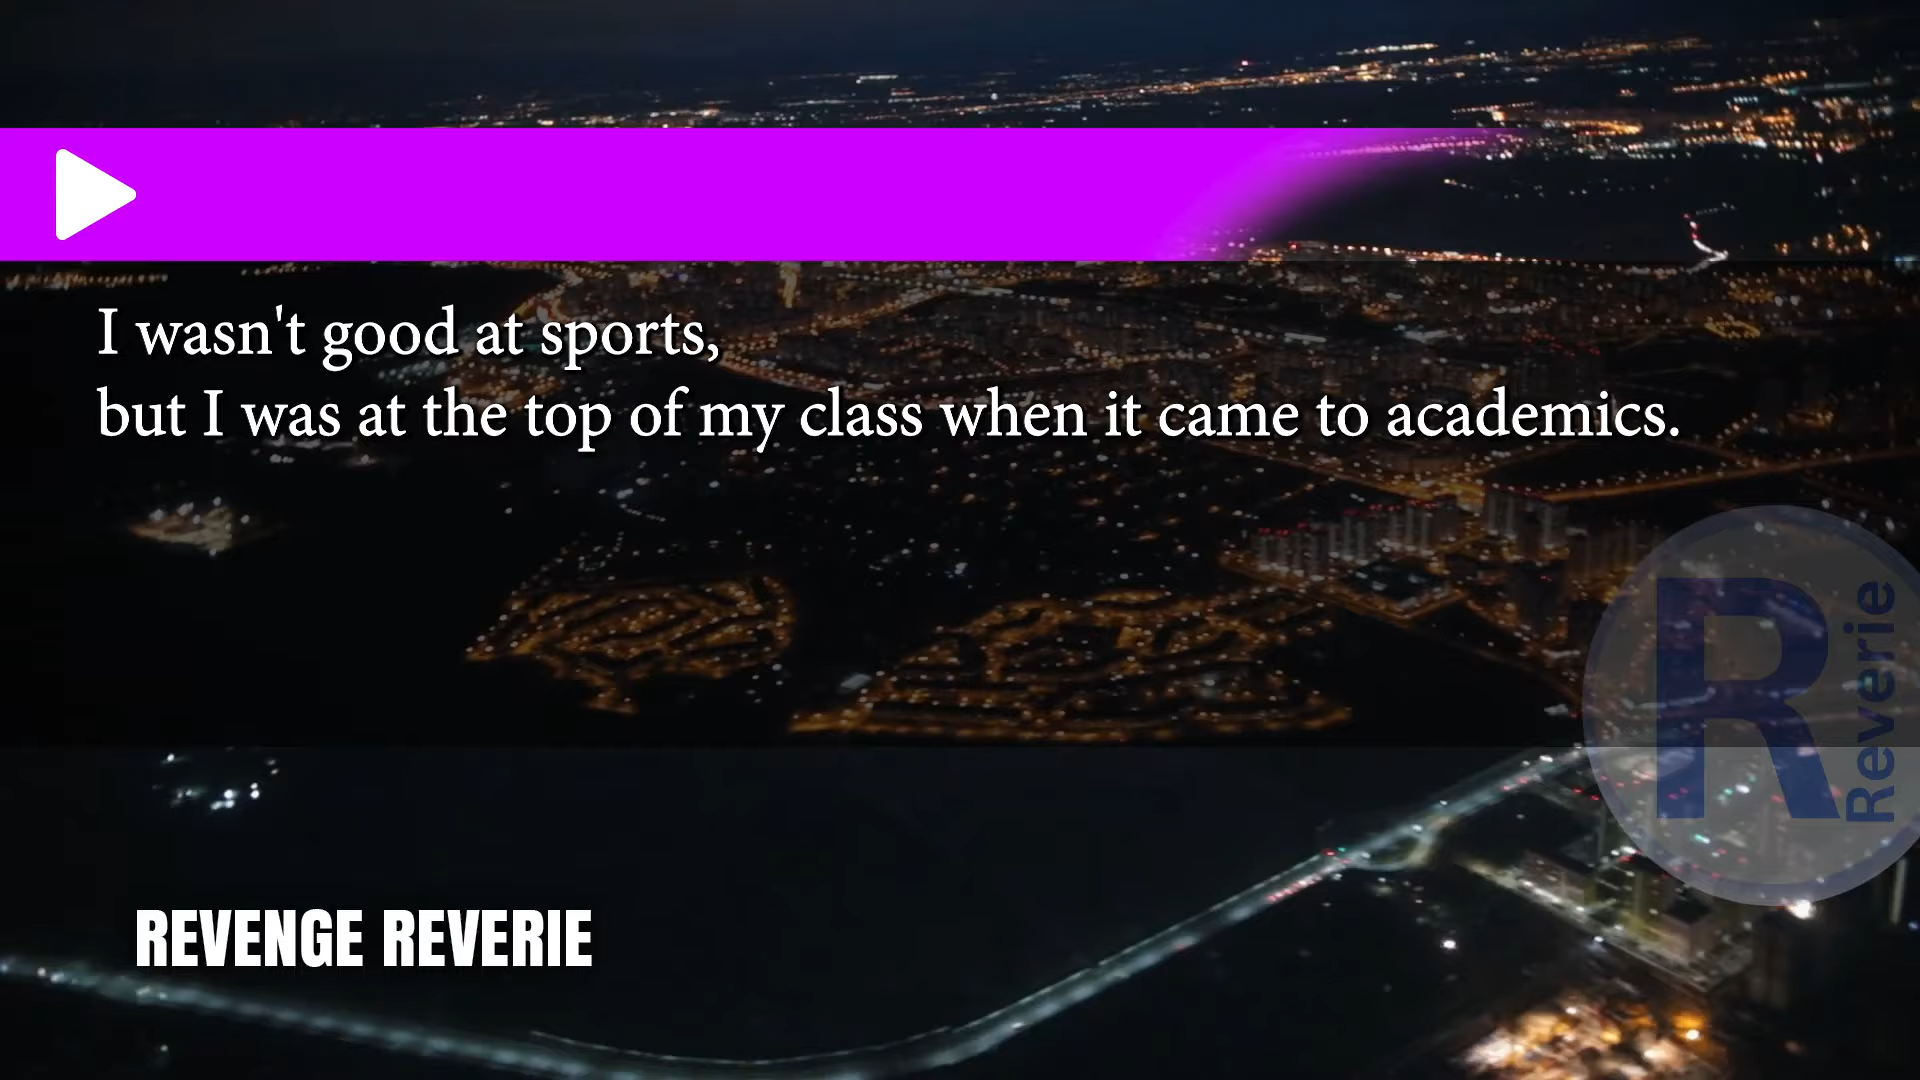 I wasn't good at sports,
but I was at the top of my class when it came to academics.
R
Reverie
REVENGE REVERIE